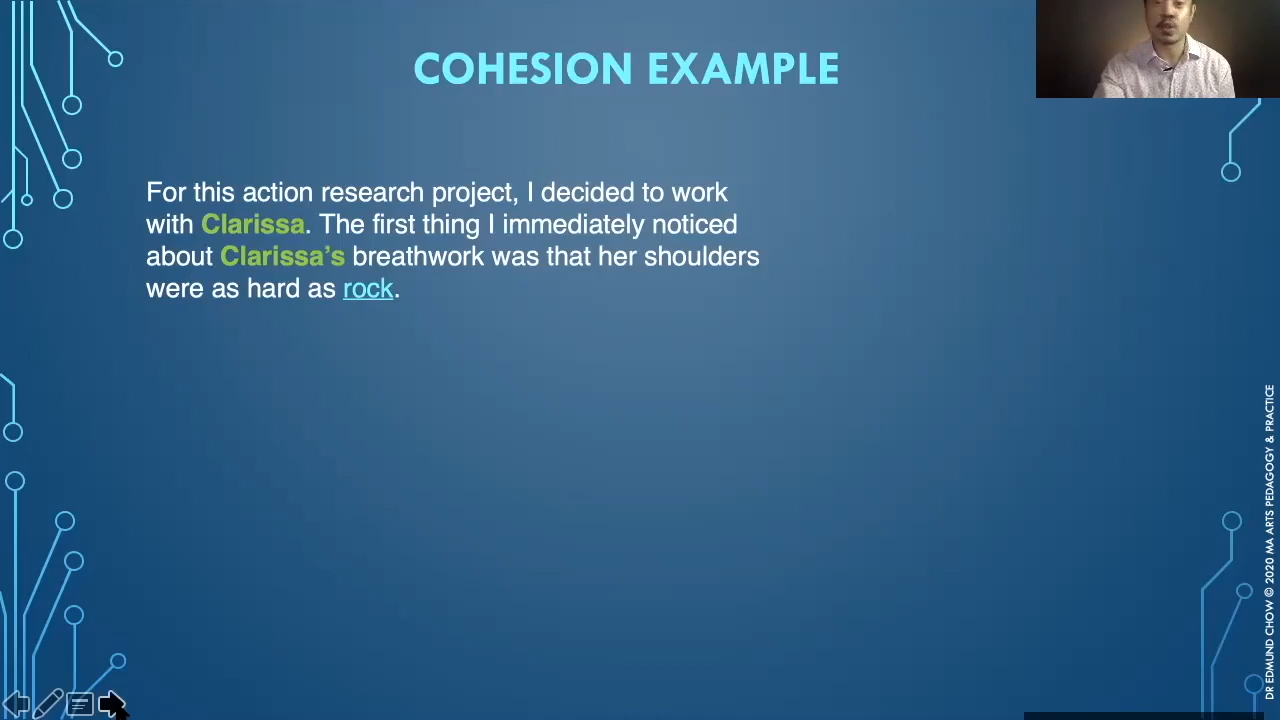 COHESION EXAMPLE
For this action research project, I decided to work
with Clarissa. The first thing I immediately noticed
about Clarissa’s breathwork was that her shoulders
were as hard as rock.
DR EDMUND CHOW © 2020 MA ARTS PEDAGOGY & PRACTICE